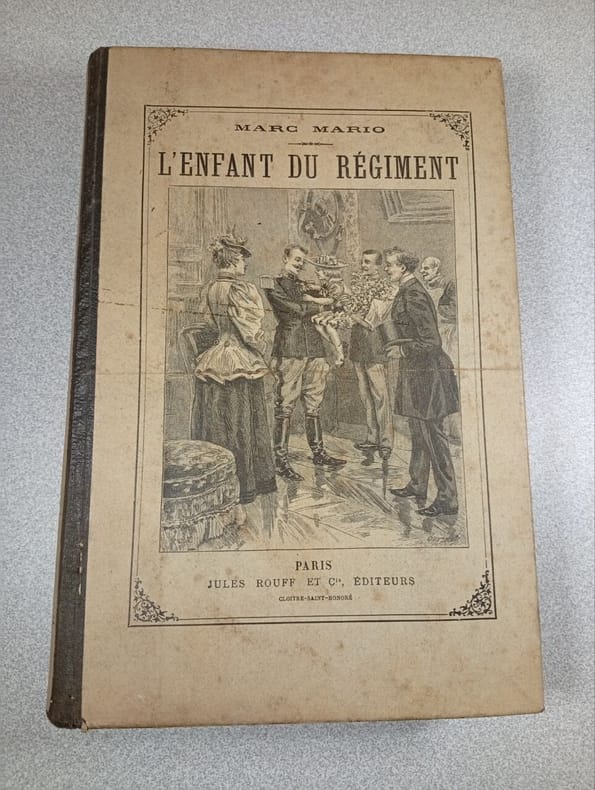 MARC MARIO
L'ENFANT DU RÉGIMENT
PARIS
JULES ROUFF ET Cie, ÉDITEURS
CLOITRE-SAINT-HONORÉ